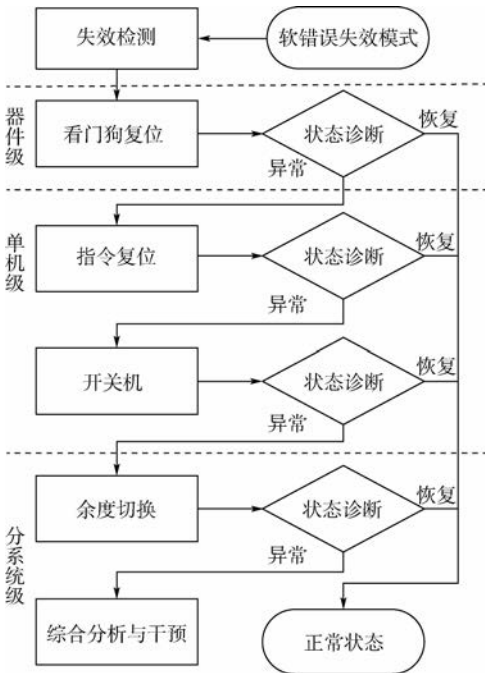 失效检测
软错误失效模式
器件级
看门狗复位
状态诊断
恢复
异常
单机级
指令复位
状态诊断
恢复
异常
开关机
状态诊断
恢复
异常
分系统级
余度切换
状态诊断
恢复
异常
综合分析与干预
正常状态